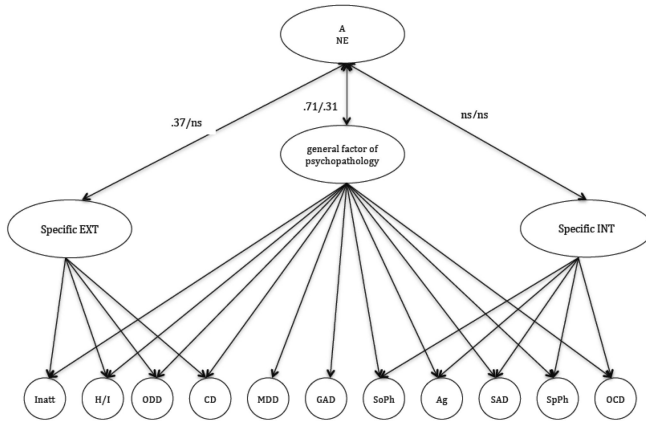 A
NE
.37/ns
.71/.31
ns/ns
general factor of
psychopathology
Specific EXT
Specific INT
Inatt
H/I
ODD
CD
MDD
GAD
SoPh
Ag
SAD
SpPh
OCD